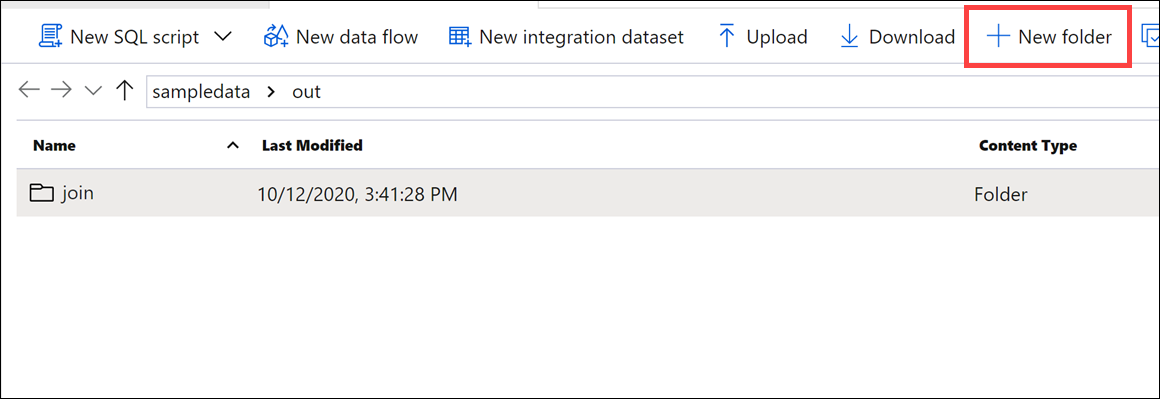 New SQL script New data flow New integration dataset Upload Download New folder
sampledata out
Name Last Modified Content Type
join 10/12/2020, 3:41:28 PM Folder